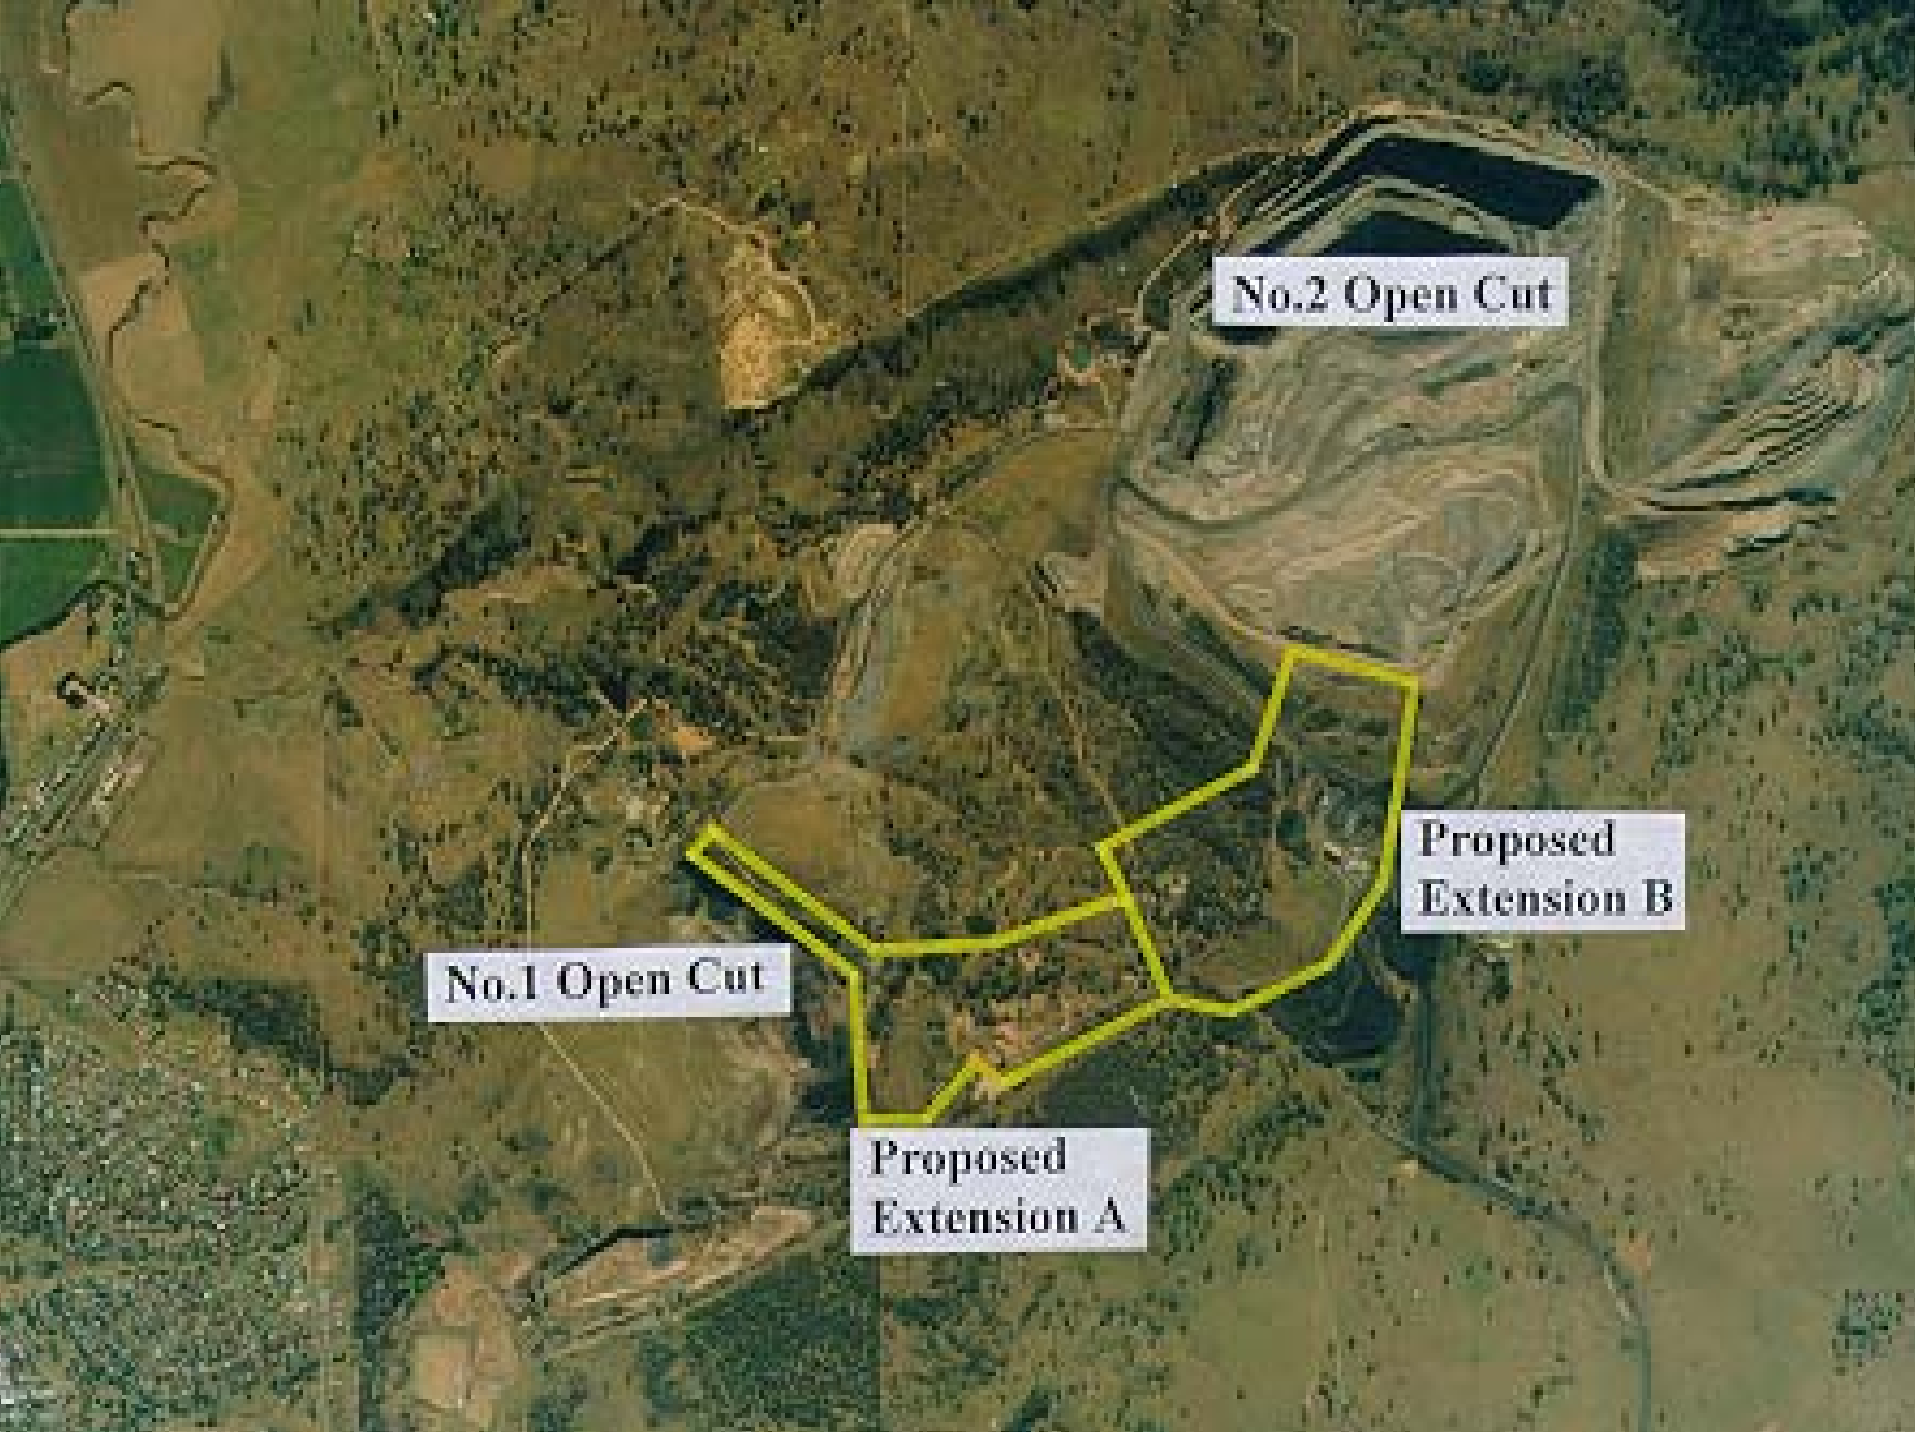 No.2 Open Cut
Proposed
Extension B
No.1 Open Cut
Proposed
Extension A